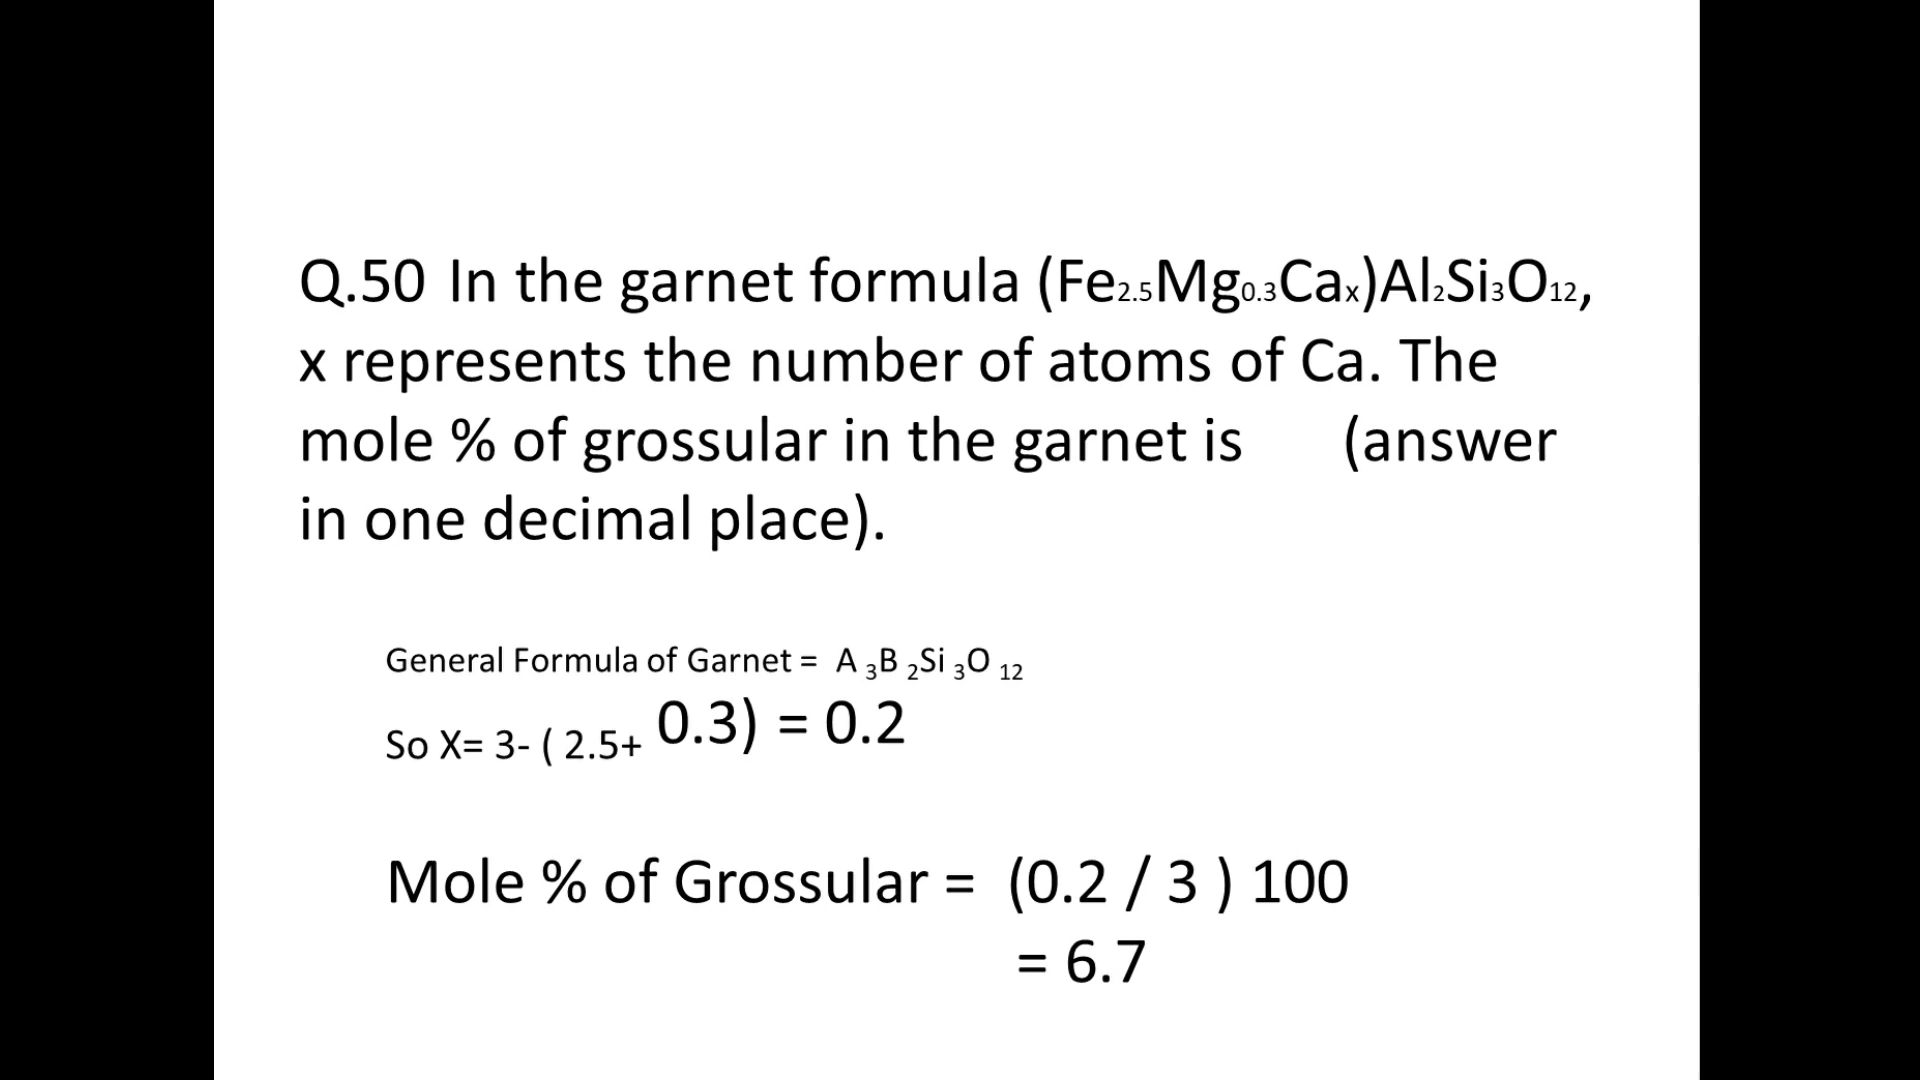 Q.50 In the garnet formula (Fe₂.₅Mg₀.₃Caₓ)Al₂Si₃O₁₂,
x represents the number of atoms of Ca. The
mole % of grossular in the garnet is (answer
in one decimal place).
General Formula of Garnet = A ₃B ₂Si ₃O ₁₂
So X= 3- ( 2.5+ 0.3) = 0.2
Mole % of Grossular = (0.2 / 3 ) 100
= 6.7